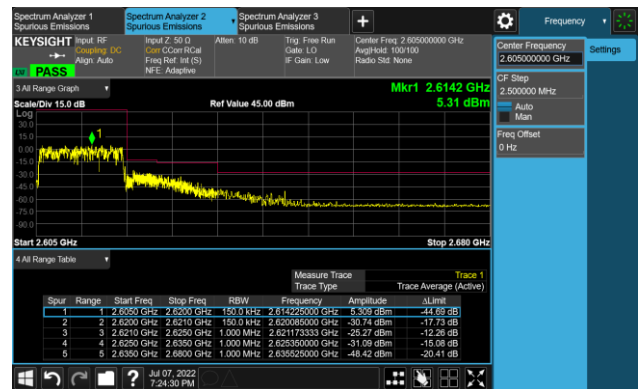 Spectrum Analyzer 1
Spurious Emissions
Spectrum Analyzer 2
Spurious Emissions
Spectrum Analyzer 3
Spurious Emissions
+
Frequency
KEYSIGHT
Input: RF
Coupling: DC
Align: Auto
Input Z: 50 Ω
Corr CCorr RCal
Freq Ref: Int (S)
NFE: Adaptive
Atten: 10 dB
Trig: Free Run
Gate: LO
IF Gain: Low
Center Freq: 2.605000000 GHz
Avg|Hold: 100/100
Radio Std: None
PASS
Center Frequency
2.605000000 GHz
Settings
CF Step
2.500000 MHz
Auto
Man
Freq Offset
0 Hz
3 All Range Graph
Mkr1 2.6142 GHz
Scale/Div 15.0 dB
Ref Value 45.00 dBm
5.31 dBm
Log
30.0
15.0
0.00
-15.0
-30.0
-45.0
-60.0
-75.0
-90.0
1
Start 2.605 GHz
Stop 2.680 GHz
4 All Range Table
Measure Trace Trace 1
Trace Type Trace Average (Active)
Spur Range Start Freq Stop Freq RBW Frequency Amplitude ΔLimit
1 1 2.6050 GHz 2.6200 GHz 150.0 kHz 2.614225000 GHz 5.309 dBm -44.69 dB
2 2 2.6200 GHz 2.6210 GHz 150.0 kHz 2.620085000 GHz -30.74 dBm -17.73 dB
3 3 2.6210 GHz 2.6250 GHz 1.000 MHz 2.621173333 GHz -25.27 dBm -12.26 dB
4 4 2.6250 GHz 2.6350 GHz 1.000 MHz 2.625350000 GHz -31.09 dBm -15.08 dB
5 5 2.6350 GHz 2.6800 GHz 1.000 MHz 2.635525000 GHz -48.42 dBm -20.41 dB
?
Jul 07, 2022
7:24:30 PM